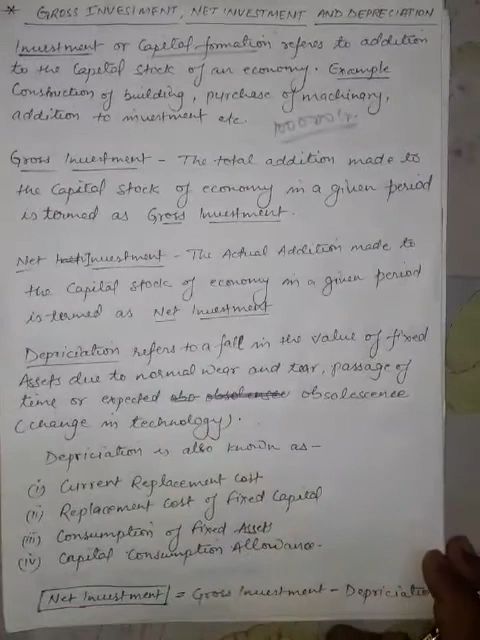 * GROSS INVESTMENT, NET INVESTMENT AND DEPRECIATION
Investment or Capital formation referes to addition
to the Capital Stock of an economy. Example
Construction of building, purchase of machinary,
addition to investment etc.
Gross Investment - The total addition made to
the Capital Stock of economy in a given period
is termed as Gross Investment.
Net Investment - The Actual Addition made to
the Capital stock of economy in a given period
is termed as Net Investment
Depriciation refers to a fall in the value of fixed
Assets due to normal wear and tear, passage of
time or expected obsolescence
(change in technology).
Depriciation is also known as -
(i) Current Replacement Cost
(ii) Replacement Cost of fixed Capital
(iii) Consumption of fixed Assets
(iv) Capital Consumption Allowance.
Net Investment = Gross Investment - Depriciation